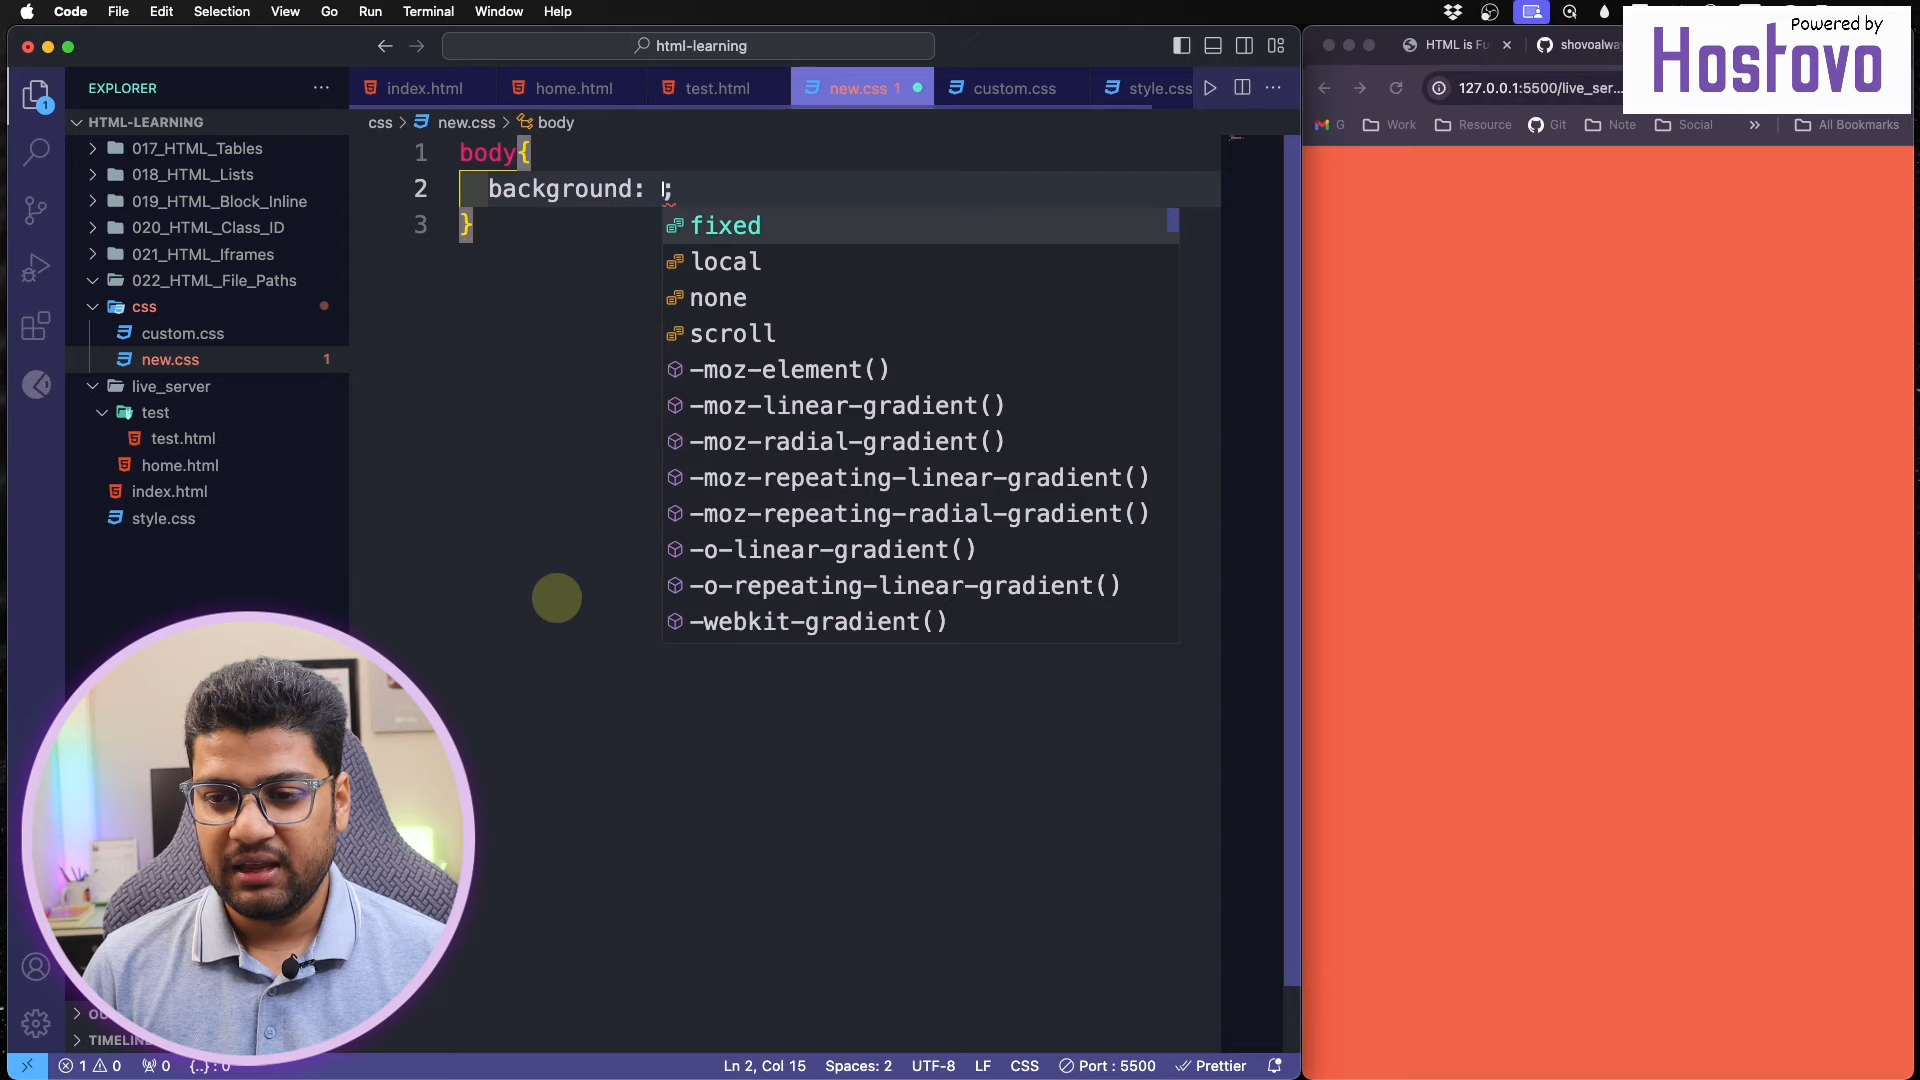 Code File Edit Selection View Go Run Terminal Window Help
Powered by
Hostovo
html-learning
HTML is Fu
shovoalway
EXPLORER
index.html
home.html
test.html
new.css 1
custom.css
style.css
127.0.0.1:5500/live_ser...
HTML-LEARNING
css > new.css > body
G Work Resource Git Note Social All Bookmarks
017_HTML_Tables
018_HTML_Lists
019_HTML_Block_Inline
020_HTML_Class_ID
021_HTML_Iframes
022_HTML_File_Paths
css
custom.css
new.css 1
live_server
test
test.html
home.html
index.html
style.css
1 body{
2 background: ;
3 }
fixed
local
none
scroll
-moz-element()
-moz-linear-gradient()
-moz-radial-gradient()
-moz-repeating-linear-gradient()
-moz-repeating-radial-gradient()
-o-linear-gradient()
-o-repeating-linear-gradient()
-webkit-gradient()
1
TIMELINE
1 0 0 {..} : 0
Ln 2, Col 15 Spaces: 2 UTF-8 LF CSS Port : 5500 Prettier